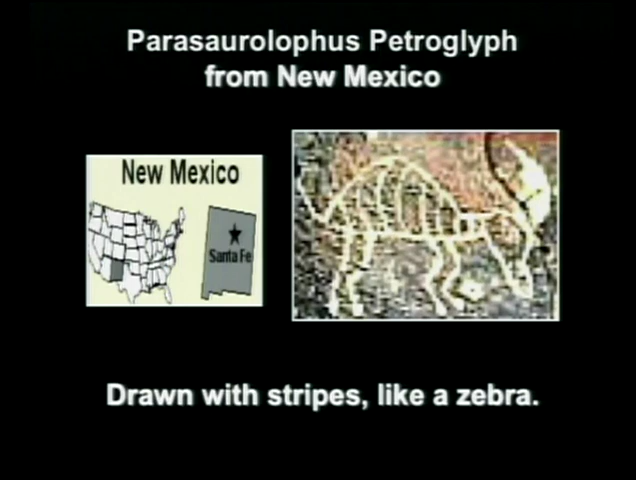 Parasaurolophus Petroglyph
from New Mexico
New Mexico
Santa Fe
Drawn with stripes, like a zebra.